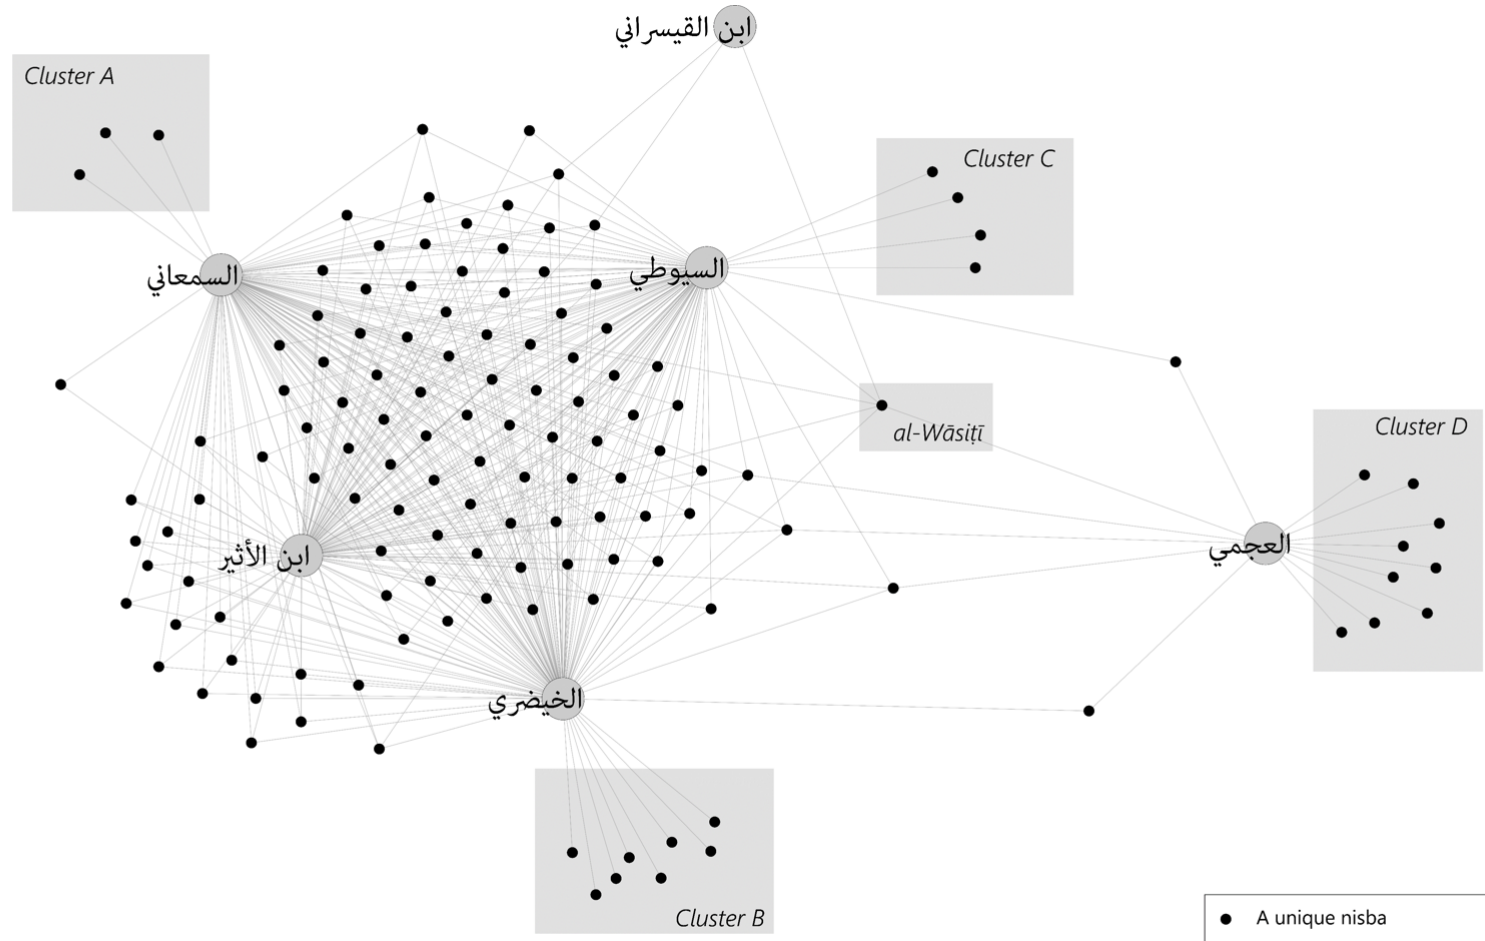 ابن القيسراني
Cluster A
Cluster C
السمعاني
السيوطي
al-Wāsiṭī
Cluster D
ابن الأثير
العجمي
الخيضري
Cluster B
A unique nisba